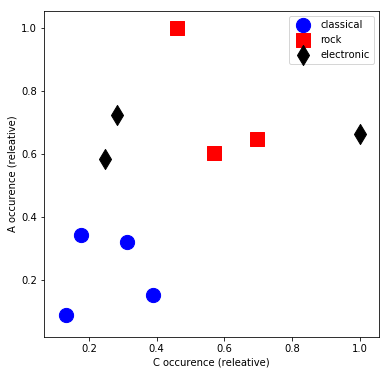 classical
rock
electronic
1.0
0.8
0.6
0.4
0.2
A occurence (releative)
0.2 0.4 0.6 0.8 1.0
C occurence (releative)